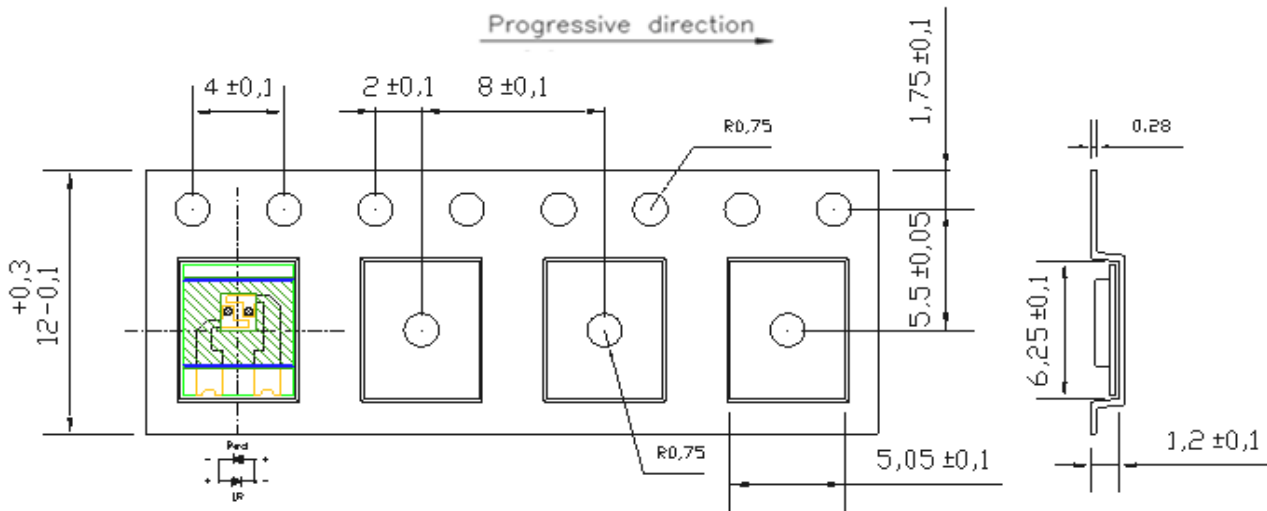 Progressive direction
4 ±0,1
2 ±0,1
8 ±0,1
1,75 ±0,1
R0,75
0.28
+0,3
12-0,1
5.5 ±0,05
6,25 ±0,1
Red
- +
+ -
IR
R0,75
5,05 ±0,1
1,2 ±0,1